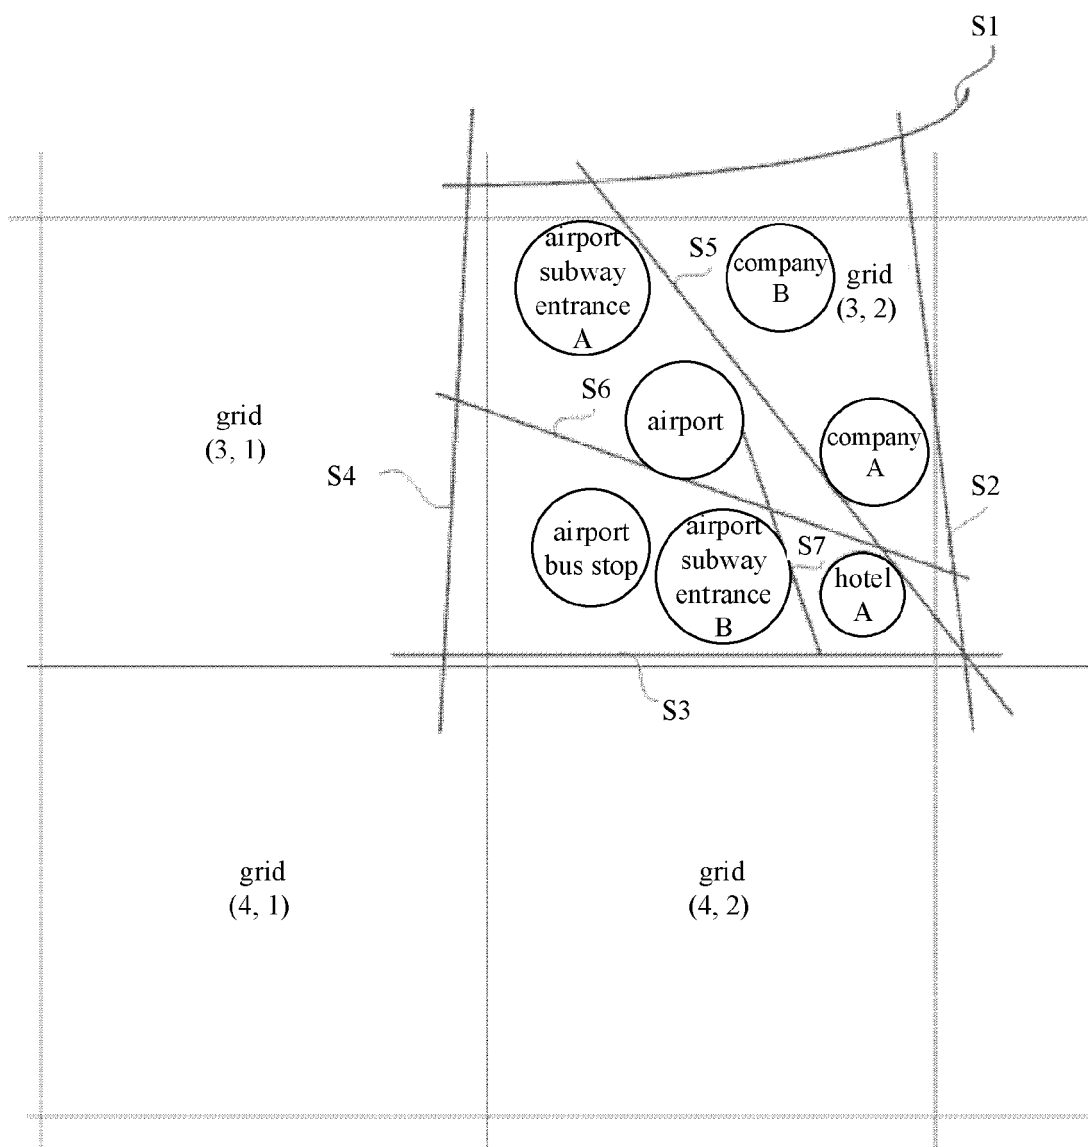 S1
airport
subway
entrance
A
S5
company
B
grid
(3, 2)
grid
(3, 1)
S6
airport
company
A
S4
S2
airport
bus stop
airport
subway
entrance
B
S7
hotel
A
S3
grid
(4, 1)
grid
(4, 2)